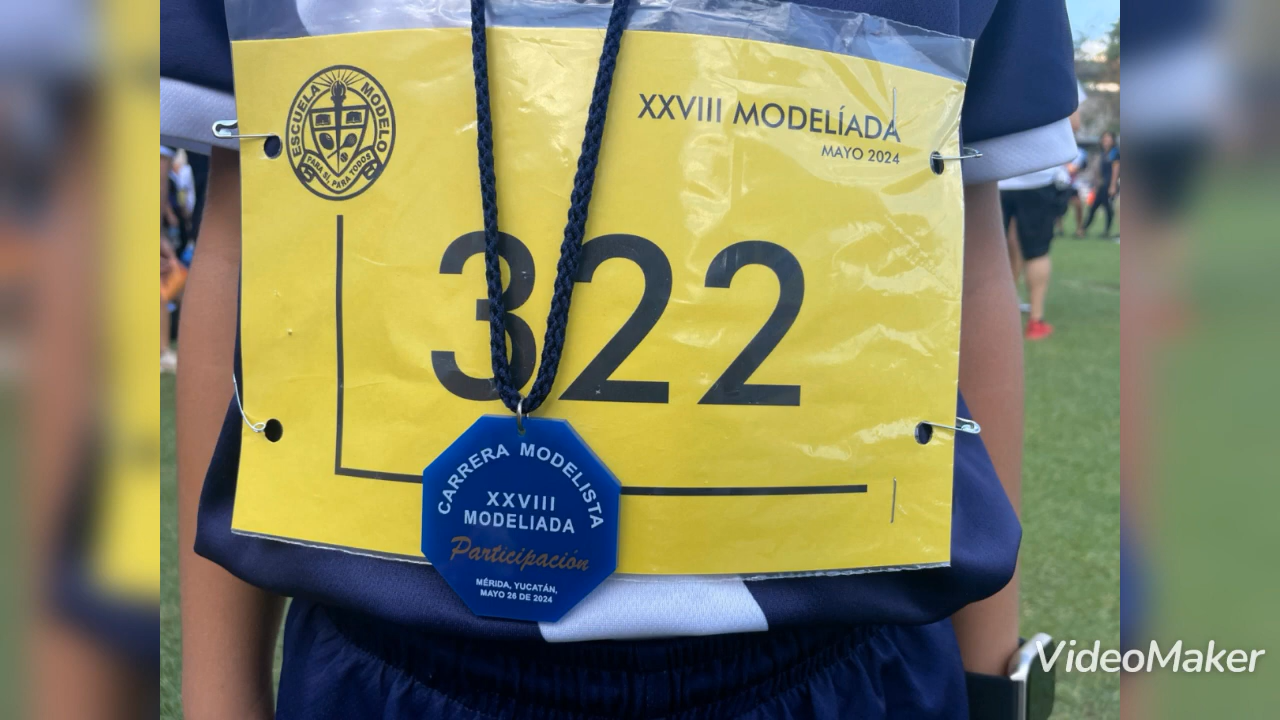 ESCUELA MODELO
PARA SÍ, PARA TODOS
XXVIII MODELÍADA
MAYO 2024
322
CARRERA MODELISTA
XXVIII
MODELIADA
Participación
MÉRIDA, YUCATÁN,
MAYO 26 DE 2024
VideoMaker